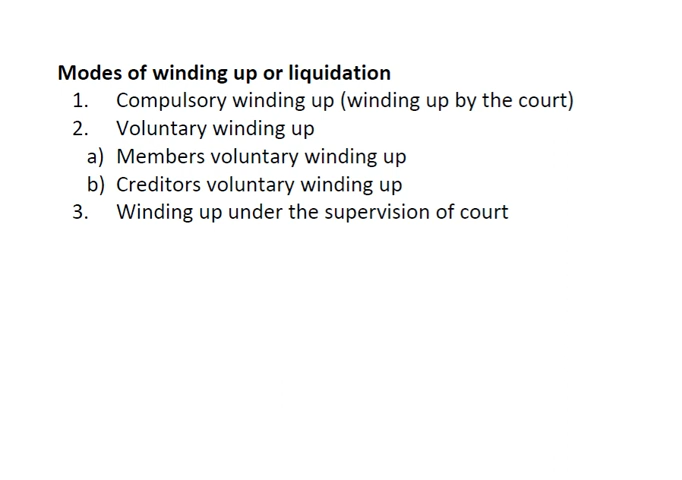 Modes of winding up or liquidation
1. Compulsory winding up (winding up by the court)
2. Voluntary winding up
a) Members voluntary winding up
b) Creditors voluntary winding up
3. Winding up under the supervision of court